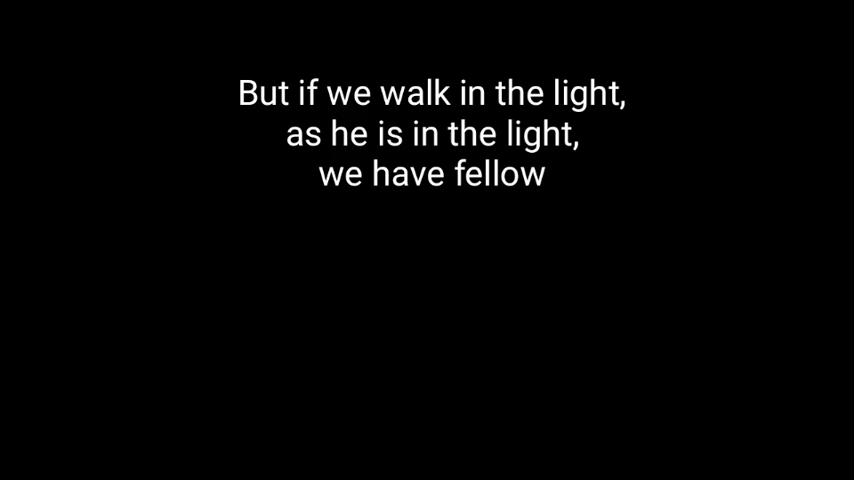 But if we walk in the light,
as he is in the light,
we have fellow